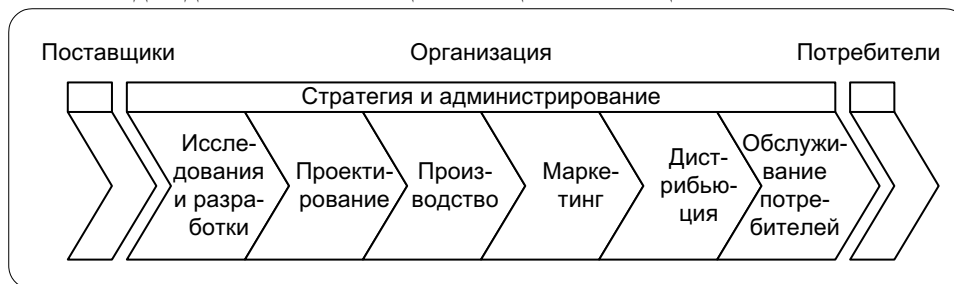 Поставщики
Организация
Потребители
Стратегия и администрирование
Иссле-
дования
и разра-
ботки
Проекти-
рование
Произ-
водство
Марке-
тинг
Дист-
рибью-
ция
Обслужи-
вание
потре-
бителей